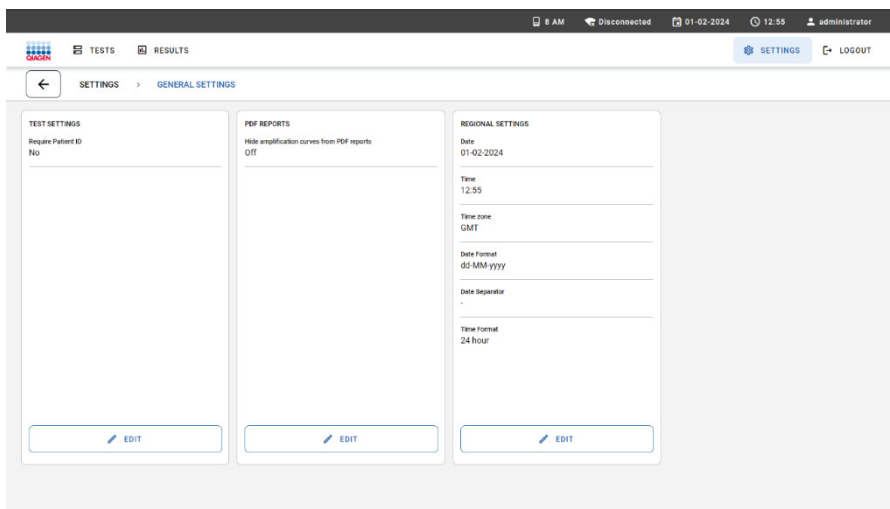 8 AM Disconnected 01-02-2024 12:55 administrator
QIAGEN TESTS RESULTS SETTINGS LOGOUT
SETTINGS > GENERAL SETTINGS
TEST SETTINGS
Require Patient ID
No
EDIT
PDF REPORTS
Hide amplification curves from PDF reports
Off
EDIT
REGIONAL SETTINGS
Date
01-02-2024
Time
12:55
Time zone
GMT
Date Format
dd-MM-yyyy
Date Separator
-
Time Format
24 hour
EDIT